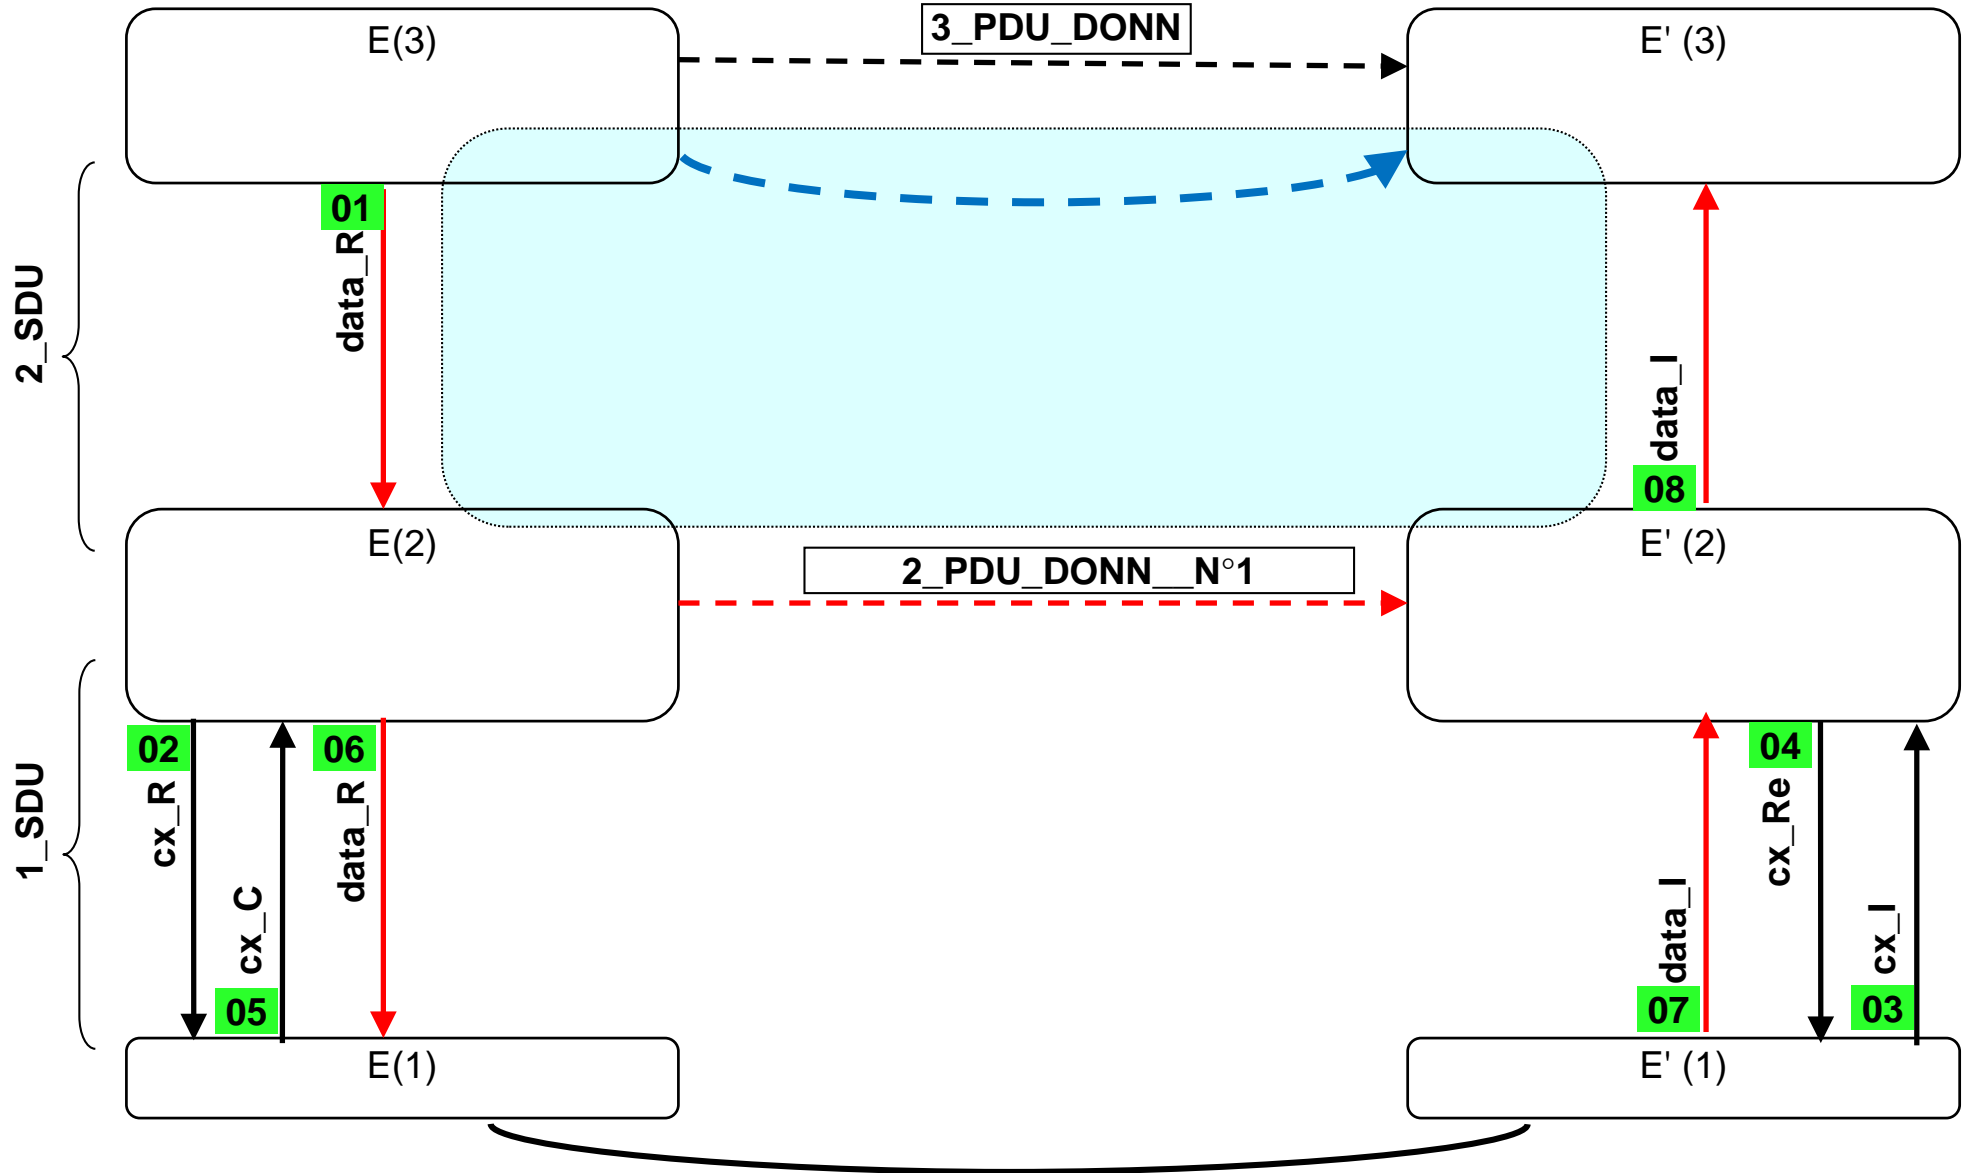 E(3)
3_PDU_DONN
E' (3)
01
data_R
2_SDU
data_I
08
E(2)
2_PDU_DONN__N°1
E' (2)
1_SDU
02
cx_R
05
cx_C
06
data_R
07
data_I
04
cx_Re
03
cx_I
E(1)
E' (1)